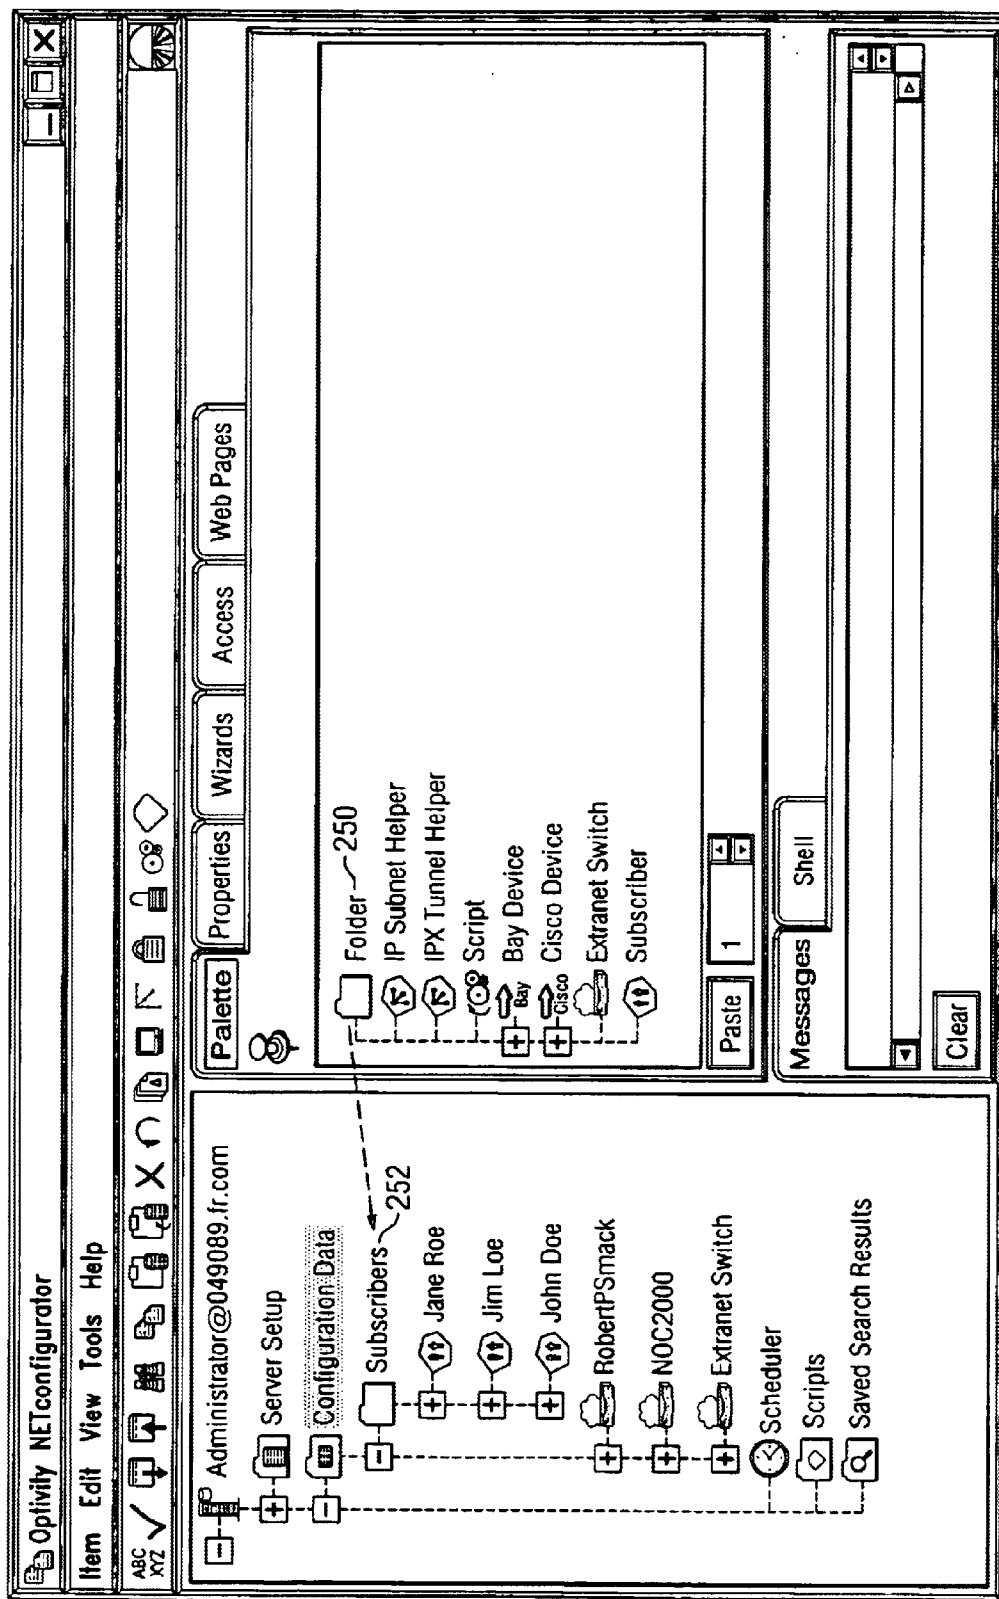 Optivity NETconfigurator
Item Edit View Tools Help
ABC
XYZ
Administrator@049089.fr.com
Server Setup
Configuration Data
Subscribers 252
Jane Roe
Jim Loe
John Doe
RobertPSmack
NOC2000
Extranet Switch
Scheduler
Scripts
Saved Search Results
Palette Properties Wizards Access Web Pages
Folder 250
IP Subnet Helper
IPX Tunnel Helper
Script
Bay Bay Device
Cisco Cisco Device
Extranet Switch
Subscriber
Paste 1
Messages Shell
Clear